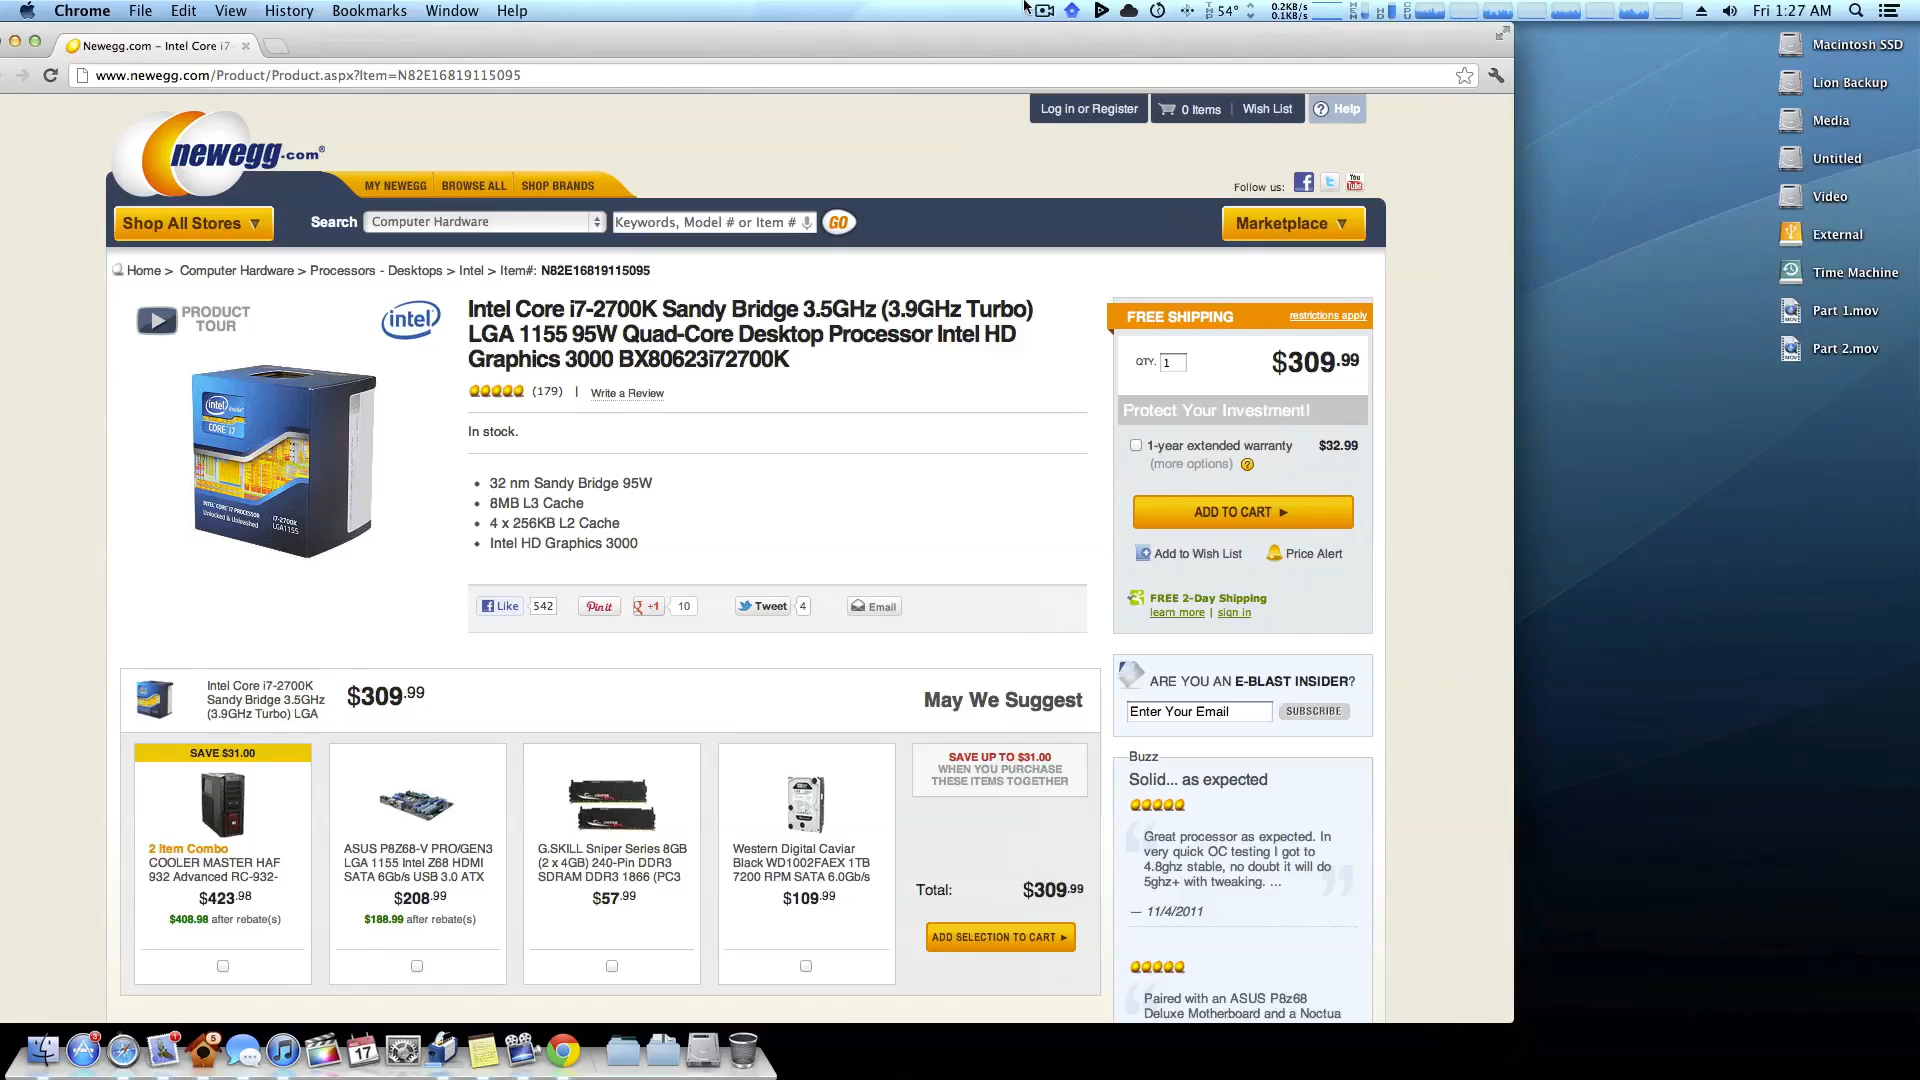 Chrome File Edit View History Bookmarks Window Help
54° 0.2KB/s 0.1KB/s Fri 1:27 AM
Newegg.com – Intel Core i7
www.newegg.com/Product/Product.aspx?Item=N82E16819115095
Log in or Register 0 Items Wish List ? Help
newegg.com®
MY NEWEGG BROWSE ALL SHOP BRANDS
Follow us:
Shop All Stores Search Computer Hardware Keywords, Model # or Item # GO Marketplace
Home > Computer Hardware > Processors - Desktops > Intel > Item#: N82E16819115095
PRODUCT
TOUR
intel
Intel Core i7-2700K Sandy Bridge 3.5GHz (3.9GHz Turbo)
LGA 1155 95W Quad-Core Desktop Processor Intel HD
Graphics 3000 BX80623i72700K
(179) | Write a Review
In stock.
32 nm Sandy Bridge 95W
8MB L3 Cache
4 x 256KB L2 Cache
Intel HD Graphics 3000
Like 542 Pin it +1 10 Tweet 4 Email
FREE SHIPPING restrictions apply
QTY. 1 $309.99
Protect Your Investment!
1-year extended warranty $32.99
(more options) ?
ADD TO CART
Add to Wish List Price Alert
FREE 2-Day Shipping
learn more | sign in
Intel Core i7-2700K
Sandy Bridge 3.5GHz
(3.9GHz Turbo) LGA
$309.99
May We Suggest
SAVE $31.00
2 Item Combo
COOLER MASTER HAF
932 Advanced RC-932-
$423.98
$408.98 after rebate(s)
ASUS P8Z68-V PRO/GEN3
LGA 1155 Intel Z68 HDMI
SATA 6Gb/s USB 3.0 ATX
$208.99
$188.99 after rebate(s)
G.SKILL Sniper Series 8GB
(2 x 4GB) 240-Pin DDR3
SDRAM DDR3 1866 (PC3
$57.99
Western Digital Caviar
Black WD1002FAEX 1TB
7200 RPM SATA 6.0Gb/s
$109.99
SAVE UP TO $31.00
WHEN YOU PURCHASE
THESE ITEMS TOGETHER
Total: $309.99
ADD SELECTION TO CART
ARE YOU AN E-BLAST INSIDER?
Enter Your Email SUBSCRIBE
Buzz
Solid... as expected
Great processor as expected. In
very quick OC testing I got to
4.8ghz stable, no doubt it will do
5ghz+ with tweaking. ...
— 11/4/2011
Paired with an ASUS P8z68
Deluxe Motherboard and a Noctua
Macintosh SSD
Lion Backup
Media
Untitled
Video
External
Time Machine
Part 1.mov
Part 2.mov